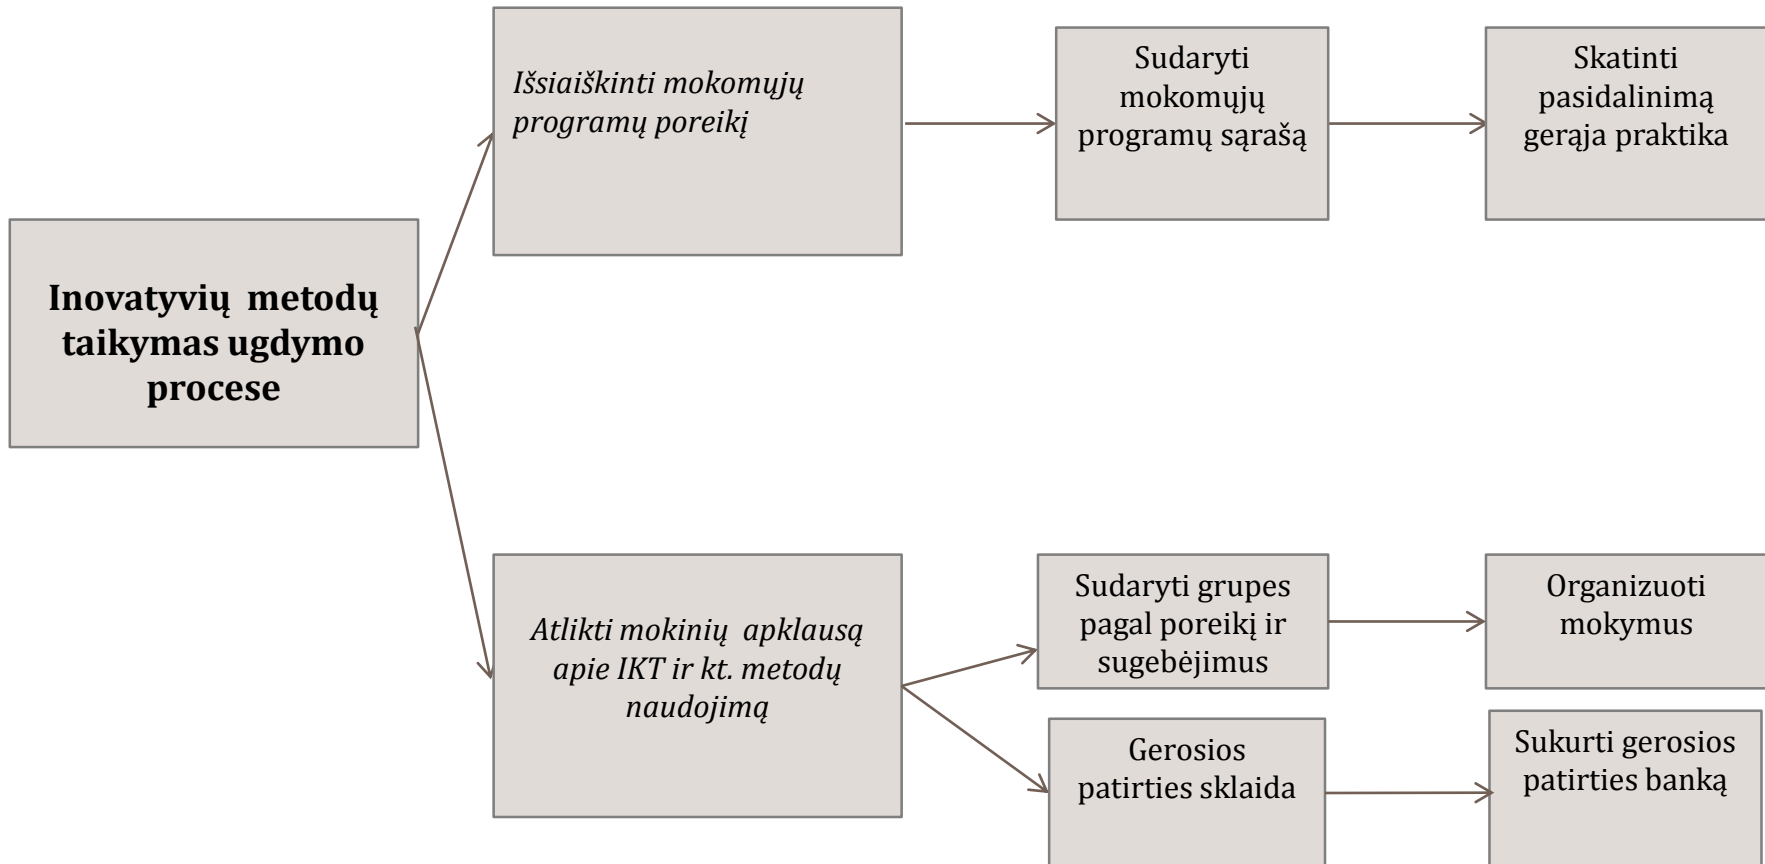 Išsiaiškinti mokomųjų
programų poreikį
Sudaryti
mokomųjų
programų sąrašą
Skatinti
pasidalinimą
gerąja praktika
Inovatyvių  metodų
taikymas ugdymo
procese
Atlikti mokinių  apklausą
apie IKT ir kt. metodų
naudojimą
Sudaryti grupes
pagal poreikį ir
sugebėjimus
Organizuoti
mokymus
Gerosios
patirties sklaida
Sukurti gerosios
patirties banką